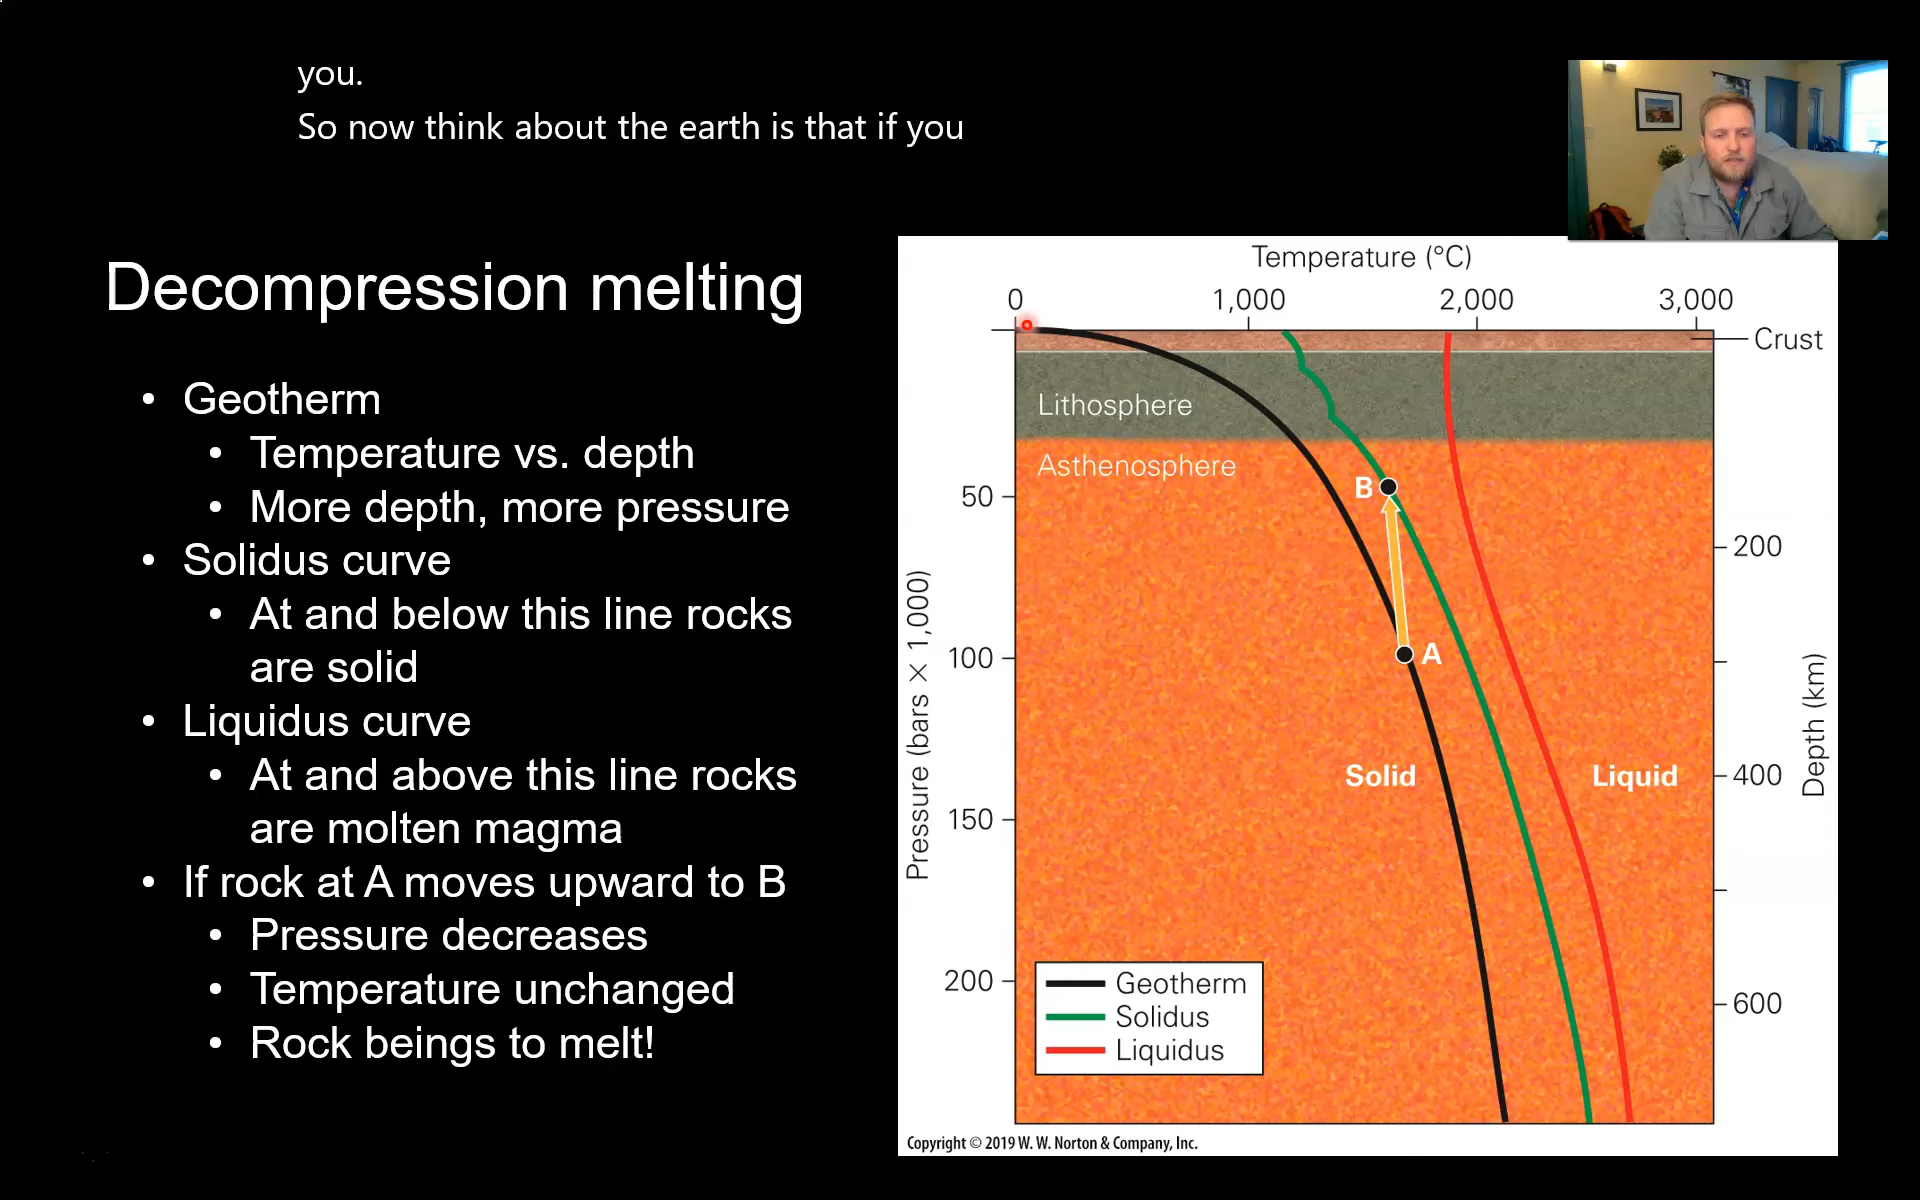 you.
So now think about the earth is that if you
Decompression melting
• Geotherm
• Temperature vs. depth
• More depth, more pressure
• Solidus curve
• At and below this line rocks
are solid
• Liquidus curve
• At and above this line rocks
are molten magma
• If rock at A moves upward to B
• Pressure decreases
• Temperature unchanged
• Rock beings to melt!
Temperature (°C)
0 1,000 2,000 3,000
Crust
Lithosphere
Asthenosphere
B
A
Solid
Liquid
Pressure (bars × 1,000)
50
100
150
200
Depth (km)
200
400
600
Geotherm
Solidus
Liquidus
Copyright © 2019 W. W. Norton & Company, Inc.